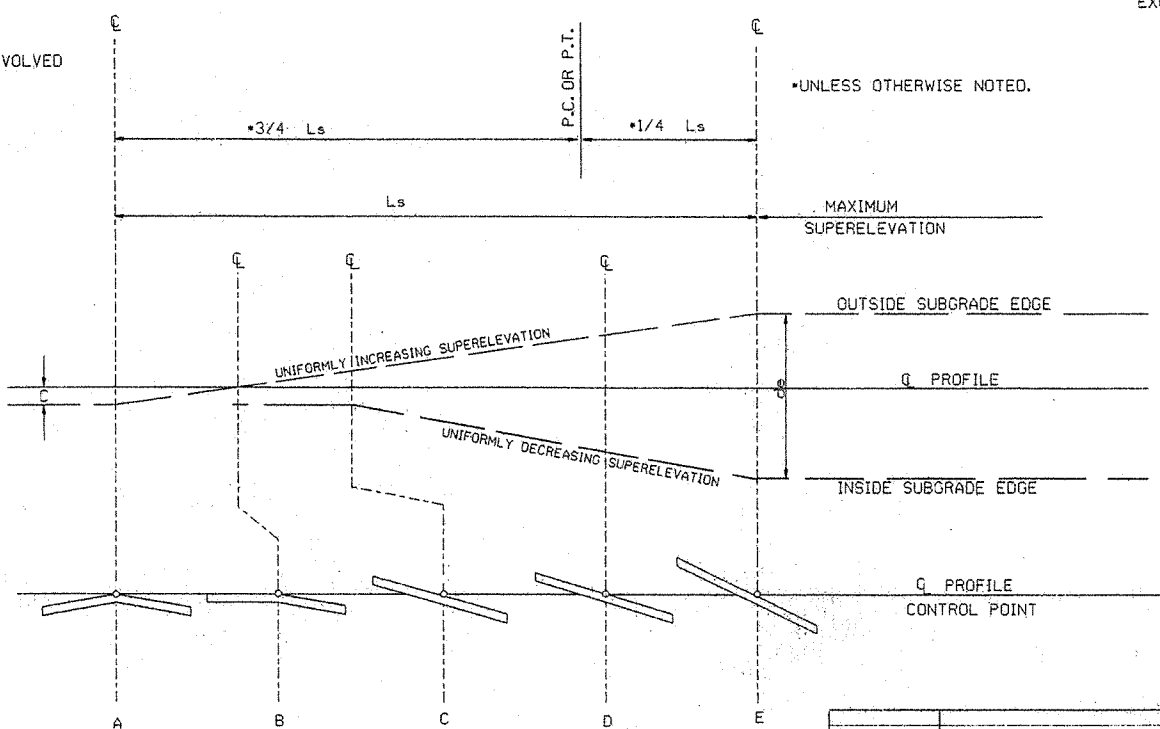 EX
℄
℄
VOLVED
P.C. OR P.T.
*UNLESS OTHERWISE NOTED.
*3/4 Ls
*1/4 Ls
Ls
MAXIMUM
SUPERELEVATION
℄
℄
℄
OUTSIDE SUBGRADE EDGE
UNIFORMLY INCREASING SUPERELEVATION
℄ PROFILE
C
UNIFORMLY DECREASING SUPERELEVATION
INSIDE SUBGRADE EDGE
℄ PROFILE
CONTROL POINT
A
B
C
D
E